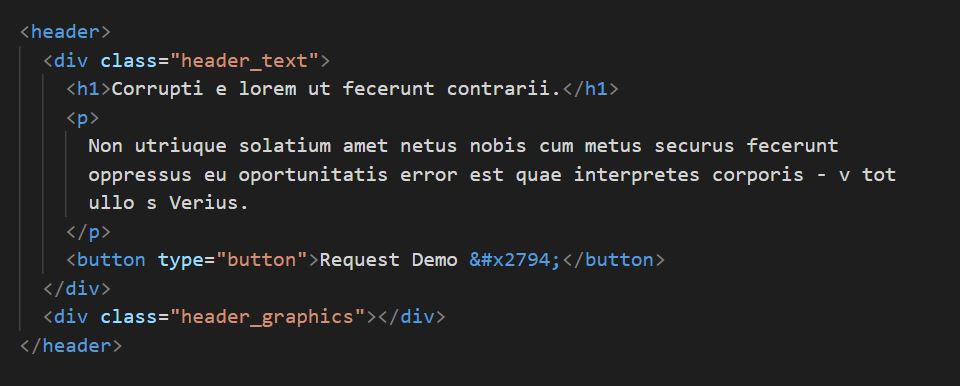 <header>
<div class="header_text">
<h1>Corrupti e lorem ut fecerunt contrarii.</h1>
<p>
Non utriuque solatium amet netus nobis cum metus securus fecerunt
oppressus eu oportunitatis error est quae interpretes corporis - v tot
ullo s Verius.
</p>
<button type="button">Request Demo &#x2794;</button>
</div>
<div class="header_graphics"></div>
</header>